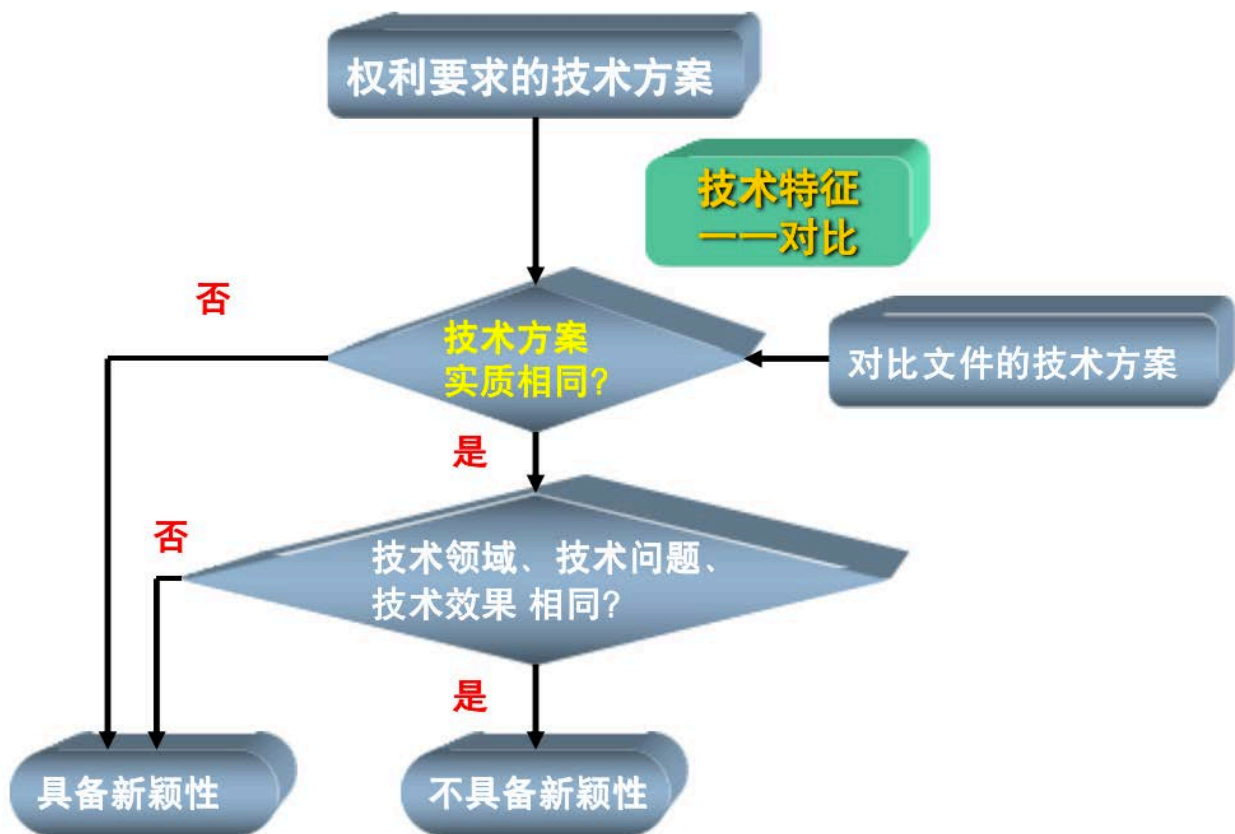 权利要求的技术方案
技术特征
一一对比
否
技术方案
实质相同?
对比文件的技术方案
是
否
技术领域、技术问题、
技术效果 相同?
是
具备新颖性
不具备新颖性